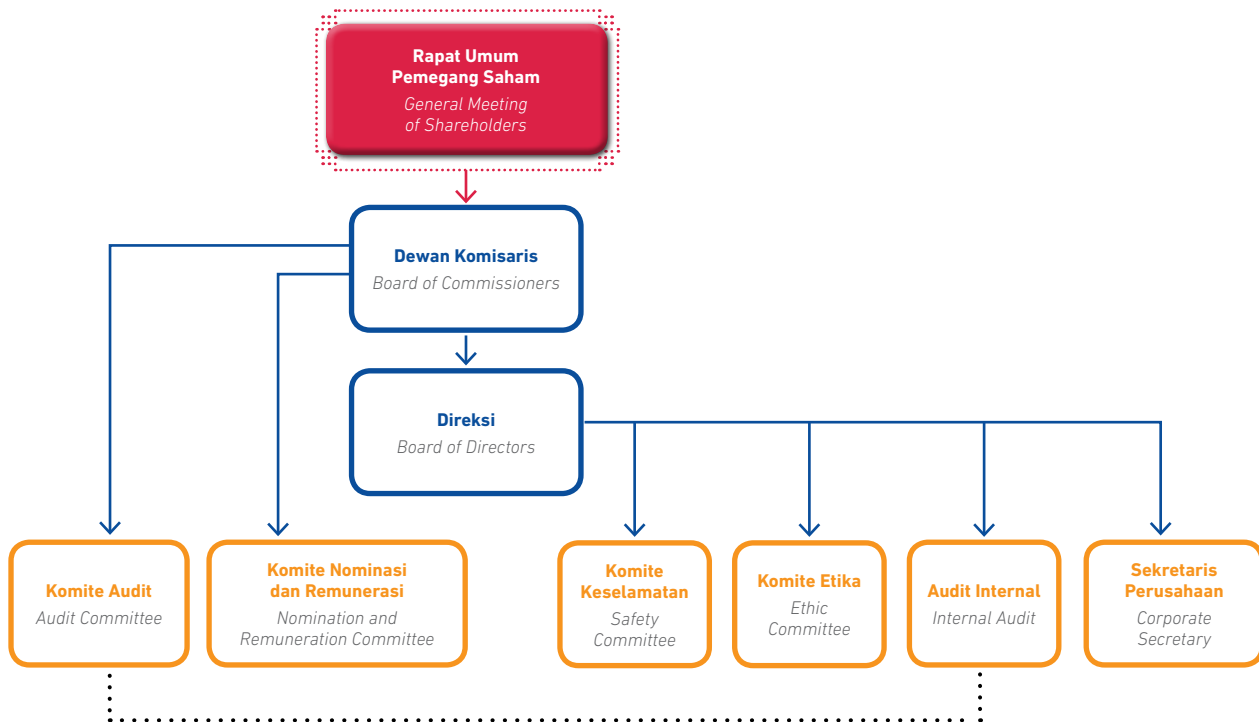 Rapat Umum
Pemegang Saham
General Meeting
of Shareholders
Dewan Komisaris
Board of Commissioners
Direksi
Board of Directors
Komite Audit
Audit Committee
Komite Nominasi
dan Remunerasi
Nomination and
Remuneration Committee
Komite
Keselamatan
Safety
Committee
Komite Etika
Ethic
Committee
Audit Internal
Internal Audit
Sekretaris
Perusahaan
Corporate
Secretary